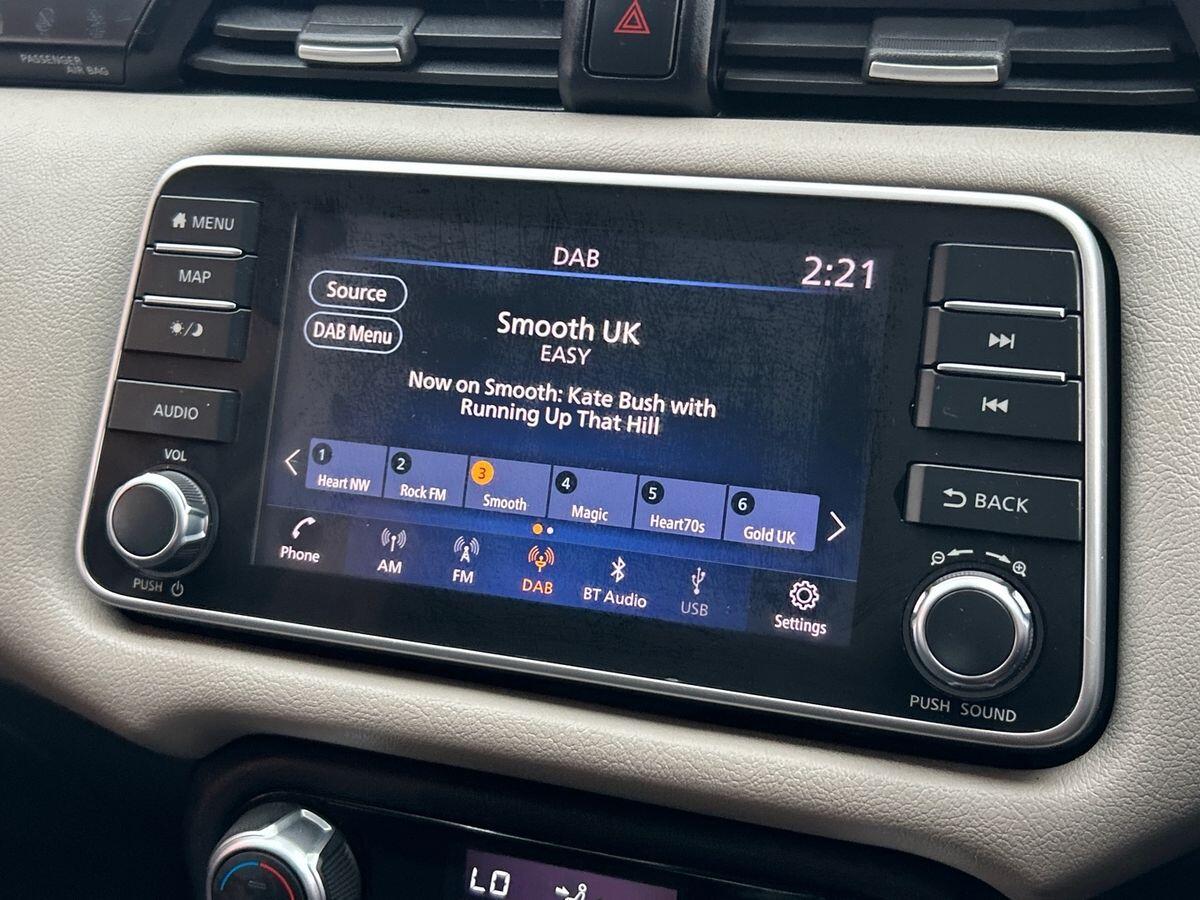 PASSENGER
AIR BAG
MENU
MAP
AUDIO
VOL
PUSH
DAB
2:21
Source
DAB Menu
Smooth UK
EASY
Now on Smooth: Kate Bush with
Running Up That Hill
1
Heart NW
2
Rock FM
3
Smooth
4
Magic
5
Heart70s
6
Gold UK
Phone
AM
FM
DAB
BT Audio
USB
Settings
BACK
PUSH SOUND
LO